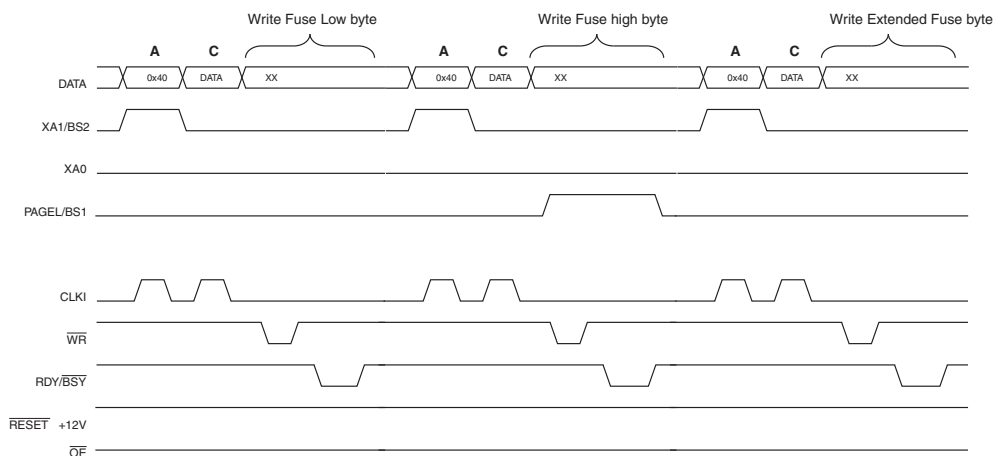 Write Fuse Low byte Write Fuse high byte Write Extended Fuse byte
A C A C A C
DATA 0x40 DATA XX 0x40 DATA XX 0x40 DATA XX
XA1/BS2
XA0
PAGEL/BS1
CLKI
WR
RDY/BSY
RESET +12V
OE